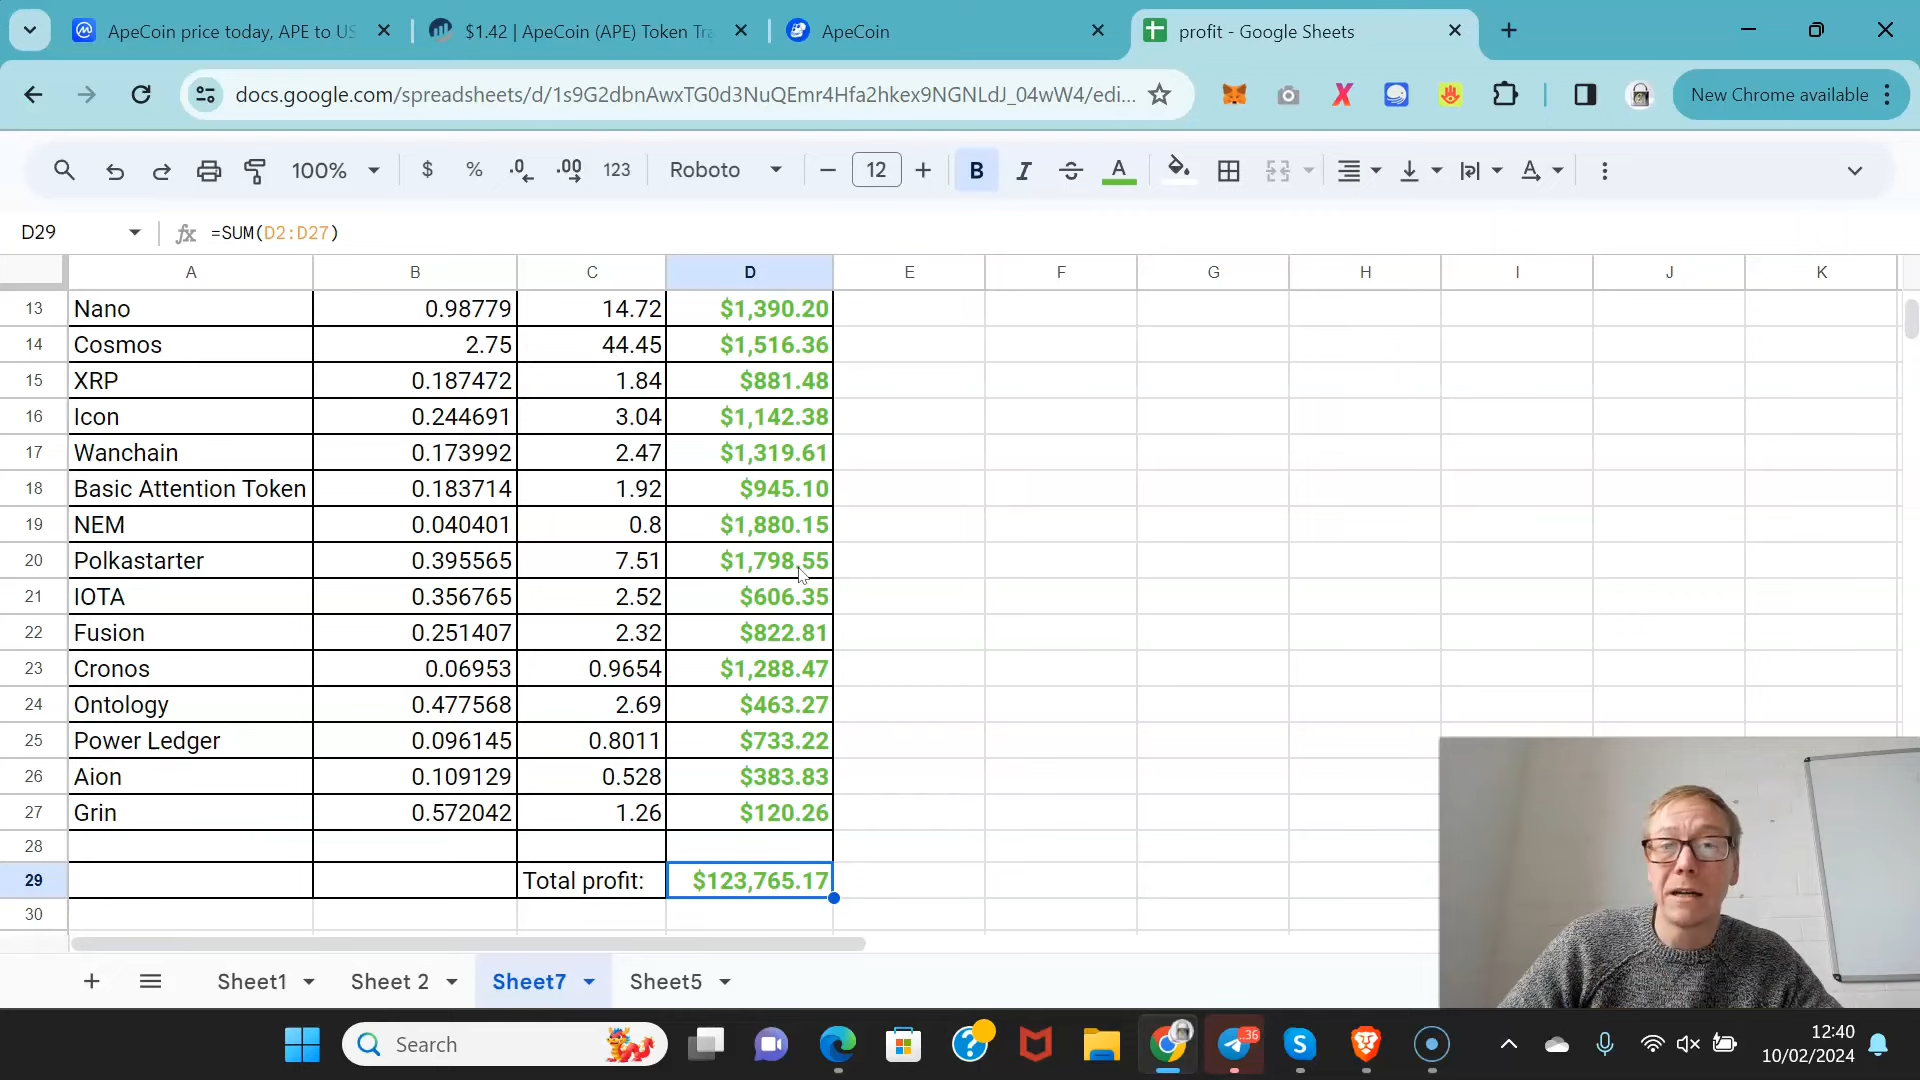 ApeCoin price today, APE to US
$1.42 | ApeCoin (APE) Token Tra
ApeCoin
profit - Google Sheets
docs.google.com/spreadsheets/d/1s9G2dbnAwxTG0d3NuQEmr4Hfa2hkex9NGNLdJ_04wW4/edi...
New Chrome available
100% $ % .0 .00 123 Roboto 12 B I S A A
D29 fx =SUM(D2:D27)
A B C D E F G H I J K
13 Nano 0.98779 14.72 $1,390.20
14 Cosmos 2.75 44.45 $1,516.36
15 XRP 0.187472 1.84 $881.48
16 Icon 0.244691 3.04 $1,142.38
17 Wanchain 0.173992 2.47 $1,319.61
18 Basic Attention Token 0.183714 1.92 $945.10
19 NEM 0.040401 0.8 $1,880.15
20 Polkastarter 0.395565 7.51 $1,798.55
21 IOTA 0.356765 2.52 $606.35
22 Fusion 0.251407 2.32 $822.81
23 Cronos 0.06953 0.9654 $1,288.47
24 Ontology 0.477568 2.69 $463.27
25 Power Ledger 0.096145 0.8011 $733.22
26 Aion 0.109129 0.528 $383.83
27 Grin 0.572042 1.26 $120.26
28
29 Total profit: $123,765.17
30
Sheet1 Sheet 2 Sheet7 Sheet5
Search
36
12:40
10/02/2024